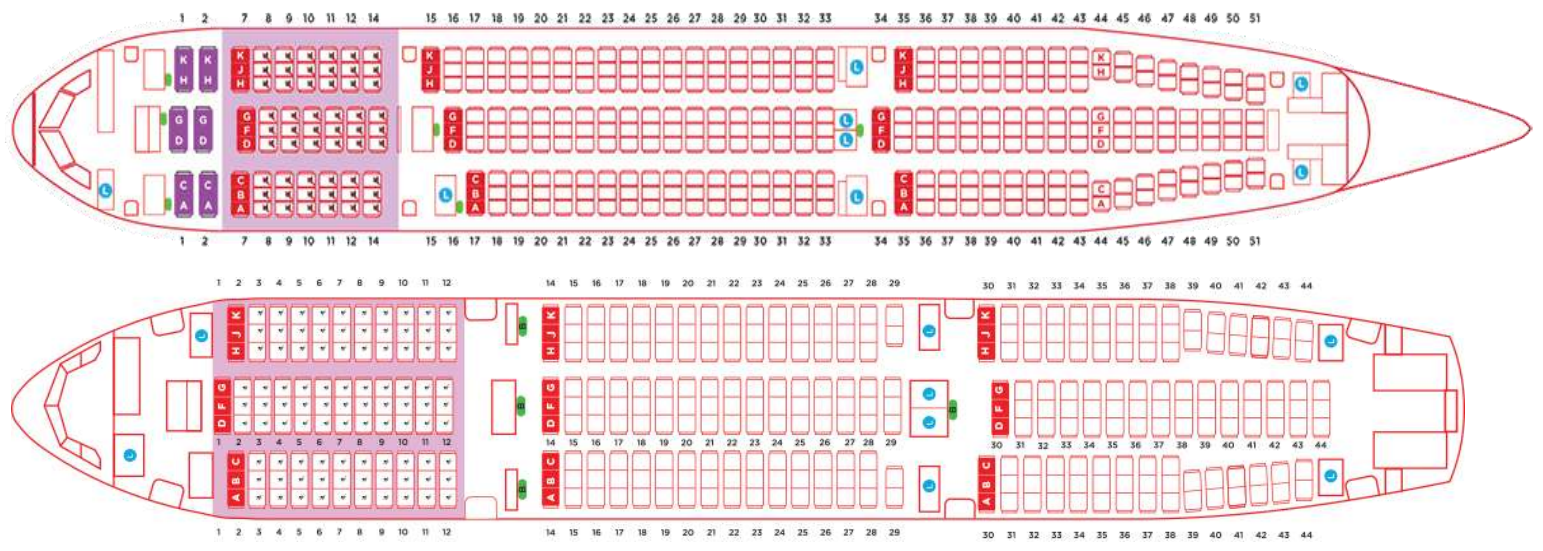 1 2 7 8 9 10 11 12 14 15 16 17 18 19 20 21 22 23 24 25 26 27 28 29 30 31 32 33 34 35 36 37 38 39 40 41 42 43 44 45 46 47 48 49 50 51
K K K K K K
H H J J J H
H H H
L L
G G G G G G
D D F F F F
D D D D
L L
C C C C C C
A A B B B A
A A A
L L L L
1 2 7 8 9 10 11 12 14 15 16 17 18 19 20 21 22 23 24 25 26 27 28 29 30 31 32 33 34 35 36 37 38 39 40 41 42 43 44 45 46 47 48 49 50 51
1 2 3 4 5 6 7 8 9 10 11 12 14 15 16 17 18 19 20 21 22 23 24 25 26 27 28 29 30 31 32 33 34 35 36 37 38 39 40 41 42 43 44
L H J K B H J K L H J K L
D F G B D F G L L B D F G
1 2 3 4 5 6 7 8 9 10 11 12 14 15 16 17 18 19 20 21 22 23 24 25 26 27 28 29 30 31 32 33 34 35 36 37 38 39 40 41 42 43 44
L A B C B A B C L A B C L
1 2 3 4 5 6 7 8 9 10 11 12 14 15 16 17 18 19 20 21 22 23 24 25 26 27 28 29 30 31 32 33 34 35 36 37 38 39 40 41 42 43 44